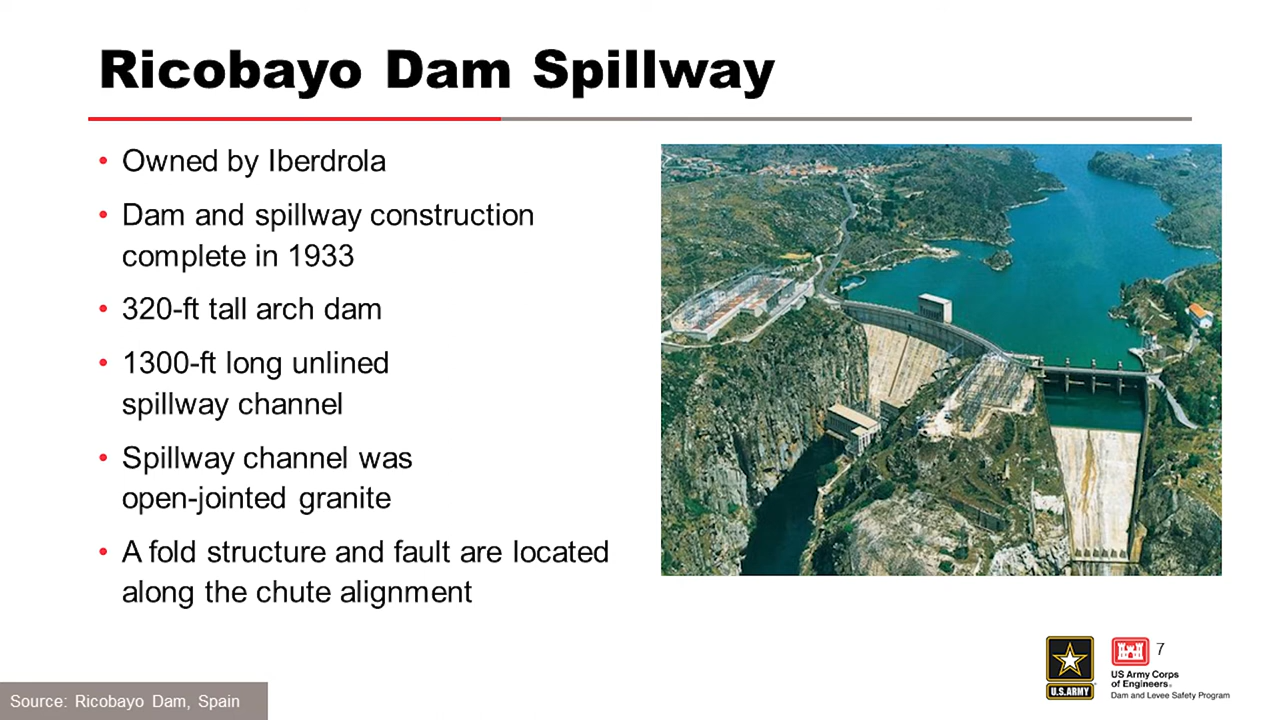 Ricobayo Dam Spillway
• Owned by Iberdrola
• Dam and spillway construction
complete in 1933
• 320-ft tall arch dam
• 1300-ft long unlined
spillway channel
• Spillway channel was
open-jointed granite
• A fold structure and fault are located
along the chute alignment
7
U.S.ARMY
US Army Corps
of Engineers®
Dam and Levee Safety Program
Source: Ricobayo Dam, Spain